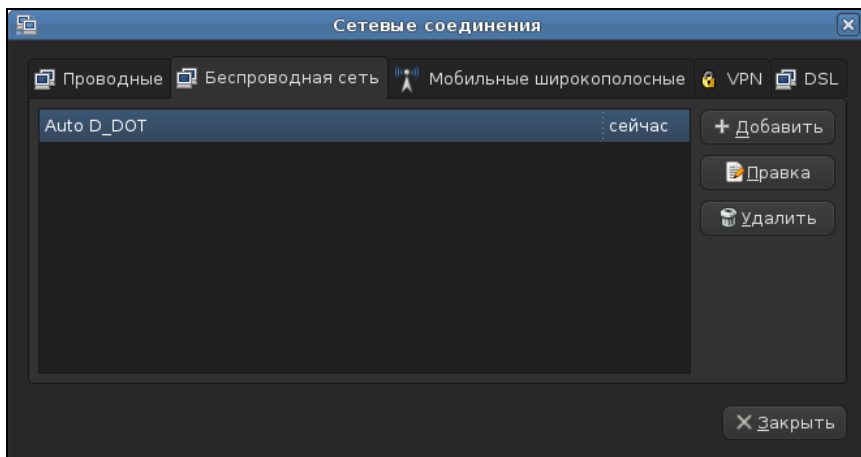 Сетевые соединения
Проводные Беспроводная сеть Мобильные широкополосные VPN DSL
Auto D_DOT сейчас
Добавить
Правка
Удалить
Закрыть